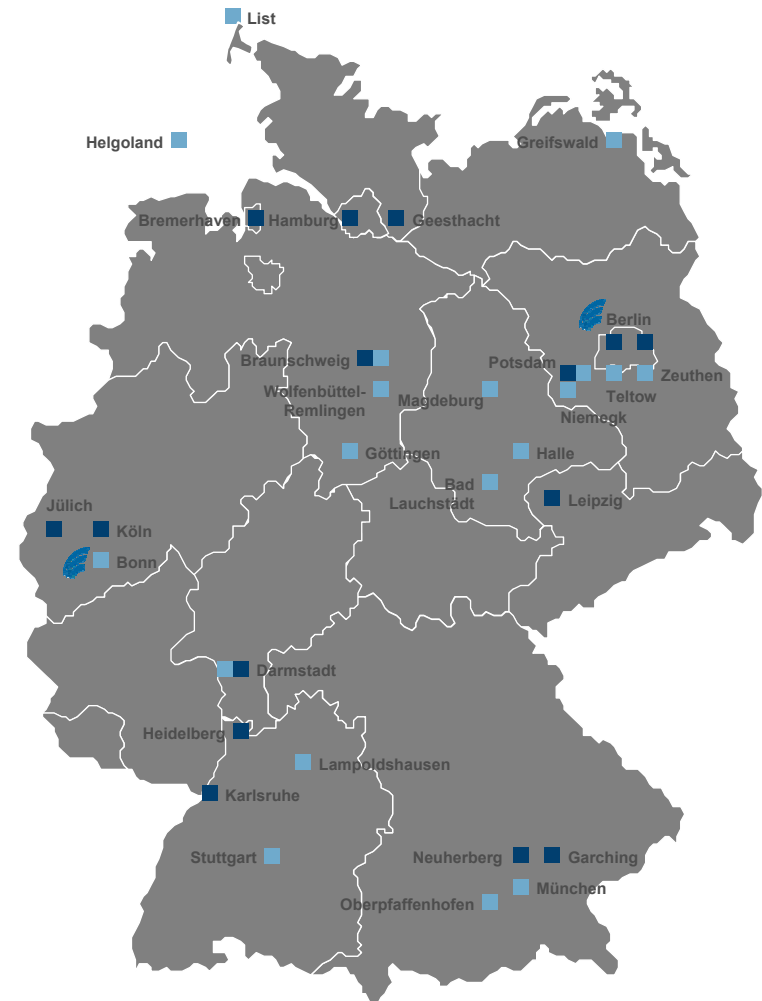 List
Helgoland
Greifswald
Bremerhaven
Hamburg
Geesthacht
Berlin
Braunschweig
Potsdam
Zeuthen
Wolfenbüttel-
Remlingen
Magdeburg
Teltow
Niemegk
Göttingen
Halle
Bad
Lauchstädt
Leipzig
Jülich
Köln
Bonn
Darmstadt
Heidelberg
Lampoldshausen
Karlsruhe
Stuttgart
Neuherberg
Garching
München
Oberpfaffenhofen